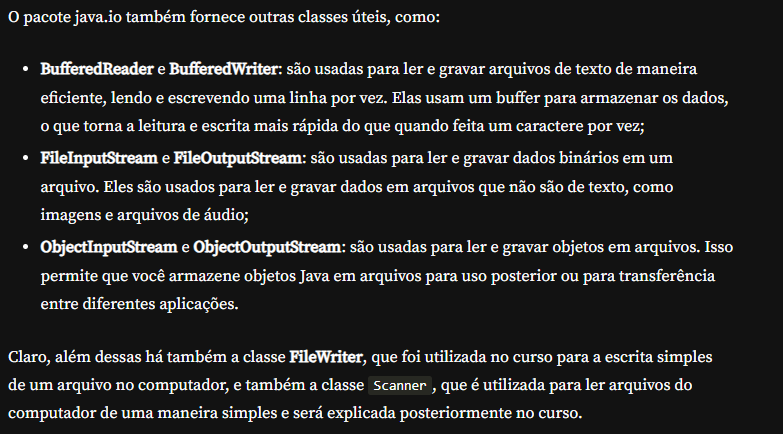 O pacote java.io também fornece outras classes úteis, como:
• BufferedReader e BufferedWriter: são usadas para ler e gravar arquivos de texto de maneira
eficiente, lendo e escrevendo uma linha por vez. Elas usam um buffer para armazenar os dados,
o que torna a leitura e escrita mais rápida do que quando feita um caractere por vez;
• FileInputStream e FileOutputStream: são usadas para ler e gravar dados binários em um
arquivo. Eles são usados para ler e gravar dados em arquivos que não são de texto, como
imagens e arquivos de áudio;
• ObjectInputStream e ObjectOutputStream: são usadas para ler e gravar objetos em arquivos. Isso
permite que você armazene objetos Java em arquivos para uso posterior ou para transferência
entre diferentes aplicações.
Claro, além dessas há também a classe FileWriter, que foi utilizada no curso para a escrita simples
de um arquivo no computador, e também a classe Scanner, que é utilizada para ler arquivos do
computador de uma maneira simples e será explicada posteriormente no curso.